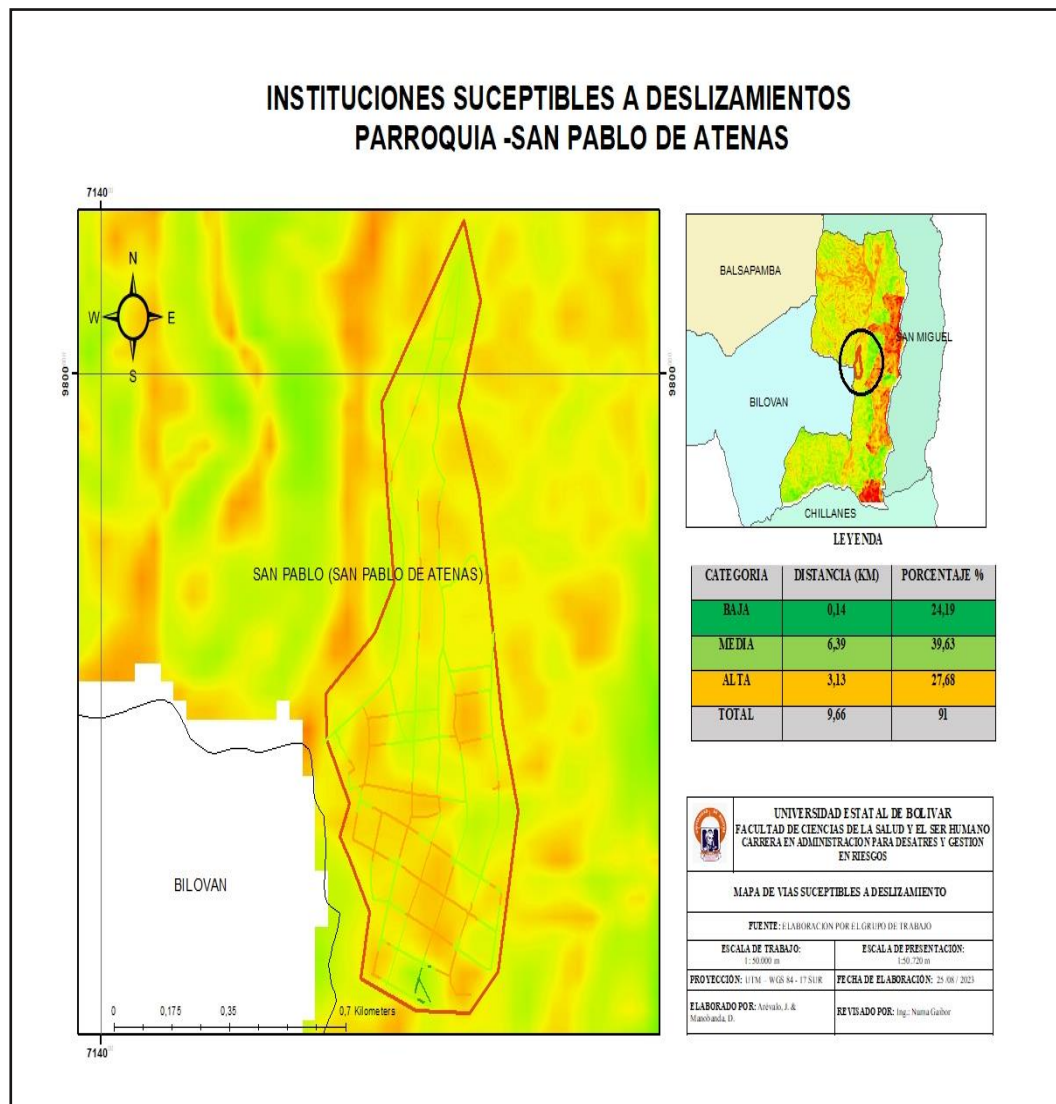 INSTITUCIONES SUCEPTIBLES A DESLIZAMIENTOS
PARROQUIA -SAN PABLO DE ATENAS
7140
9800
9800
N
W
E
S
SAN PABLO (SAN PABLO DE ATENAS)
BILOVAN
0
0,175
0,35
0,7 Kilometers
7140
BALSAPAMBA
SAN MIGUEL
BILOVAN
CHILLANES
LEYENDA
CATEGORIA DISTANCIA (KM) PORCENTAJE %
BAJA 0,14 24,19
MEDIA 6,39 39,63
ALTA 3,13 27,68
TOTAL 9,66 91
UNIVERSIDAD ESTATAL DE BOLIVAR
FACULTAD DE CIENCIAS DE LA SALUD Y EL SER HUMANO
CARRERA EN ADMINISTRACION PARA DESATRES Y GESTION
EN RIESGOS
MAPA DE VIAS SUCEPTIBLES A DESLIZAMIENTO
FUENTE: ELABORACION POR EL GRUPO DE TRABAJO
ESCALA DE TRABAJO:
1: 50.000 m
ESCALA DE PRESENTACIÓN:
1:50.720 m
PROYECCIÓN: UTM - WGS 84 - 17 SUR
FECHA DE ELABORACIÓN: 25 /08 / 2023
ELABORADO POR: Arévalo, J. &
Manobanda, D.
REVISADO POR: Ing.: Numa Gaibor